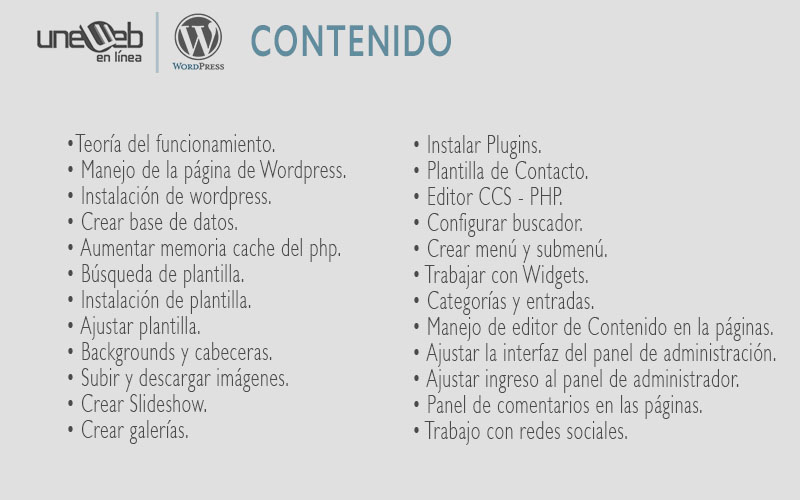 uneWeb
en línea
WORDPRESS
CONTENIDO
•Teoría del funcionamiento.
• Manejo de la página de Wordpress.
• Instalación de wordpress.
• Crear base de datos.
• Aumentar memoria cache del php.
• Búsqueda de plantilla.
• Instalación de plantilla.
• Ajustar plantilla.
• Backgrounds y cabeceras.
• Subir y descargar imágenes.
• Crear Slideshow.
• Crear galerías.
• Instalar Plugins.
• Plantilla de Contacto.
• Editor CCS - PHP.
• Configurar buscador.
• Crear menú y submenú.
• Trabajar con Widgets.
• Categorías y entradas.
• Manejo de editor de Contenido en la páginas.
• Ajustar la interfaz del panel de administración.
• Ajustar ingreso al panel de administrador.
• Panel de comentarios en las páginas.
• Trabajo con redes sociales.